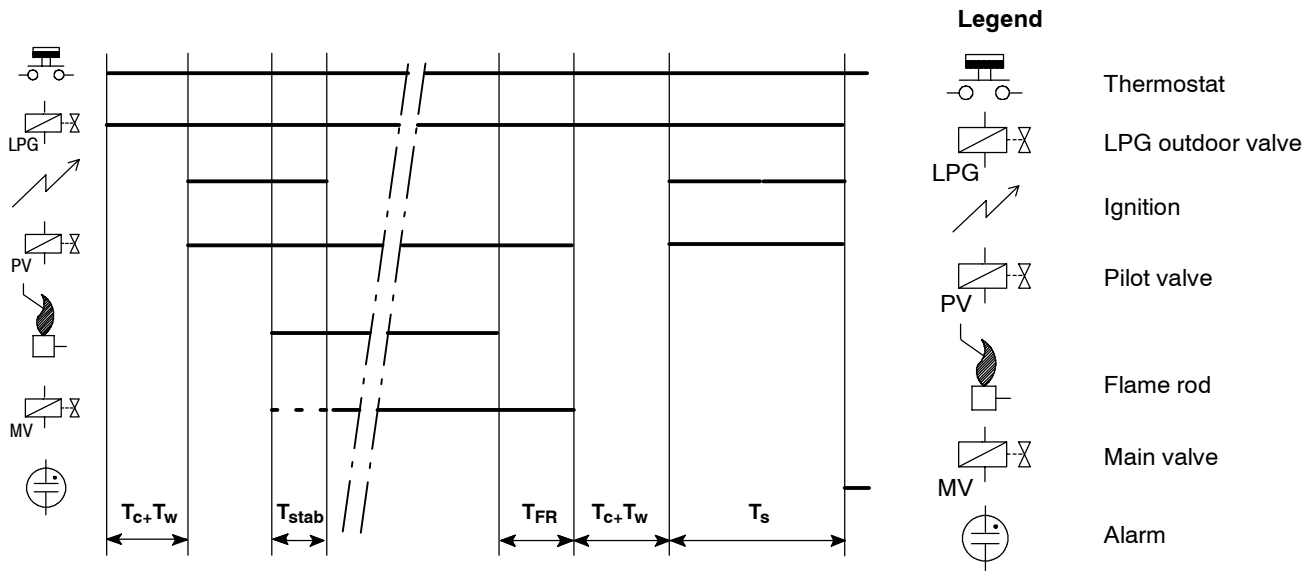 Legend
Thermostat
LPG
LPG outdoor valve
LPG
Ignition
PV
Pilot valve
PV
Flame rod
MV
Main valve
MV
Alarm
Tc+Tw
Tstab
TFR
Tc+Tw
Ts